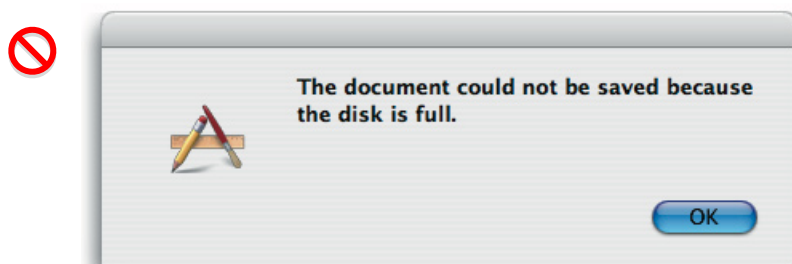 The document could not be saved because
the disk is full.
OK